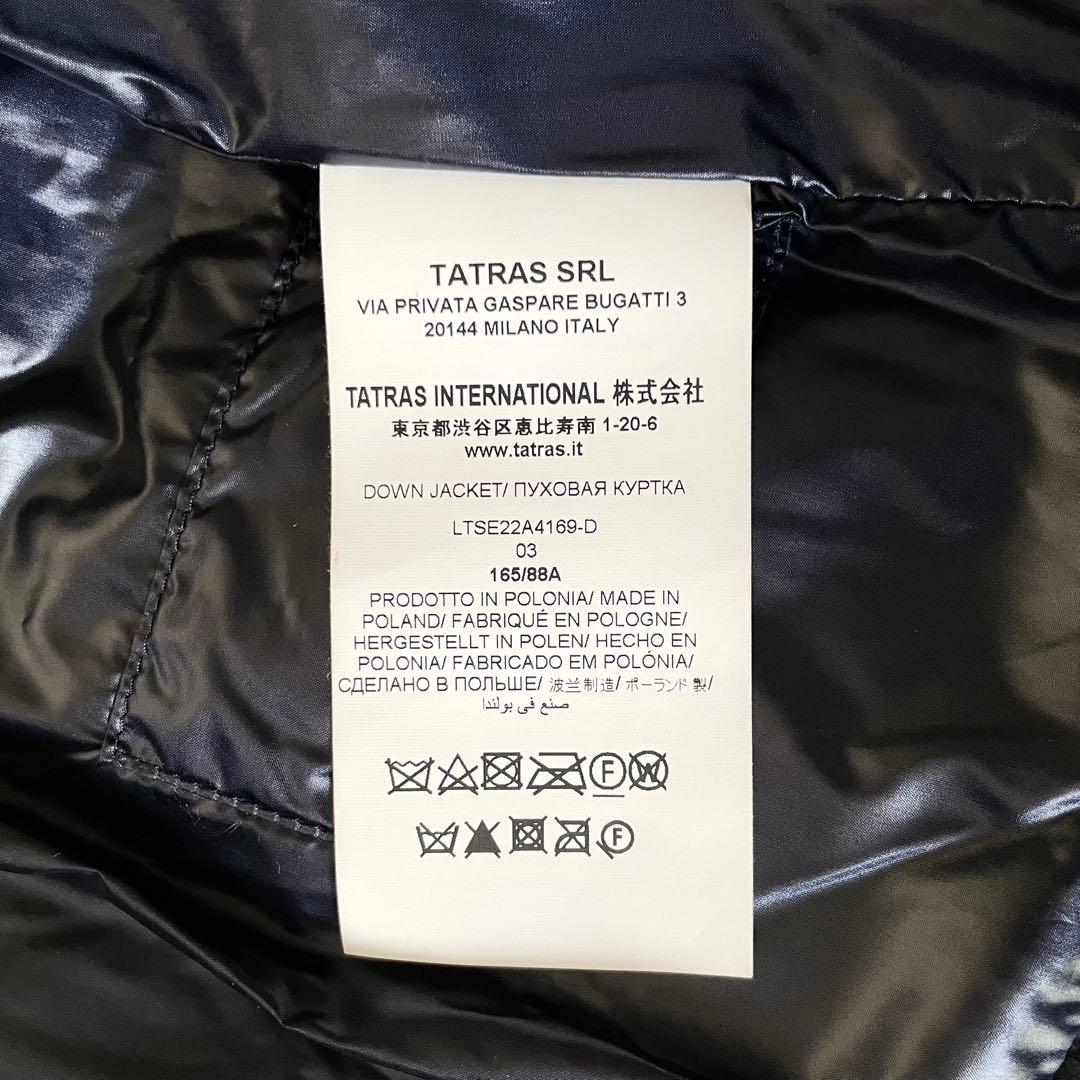 TATRAS SRL
VIA PRIVATA GASPARE BUGATTI 3
20144 MILANO ITALY
TATRAS INTERNATIONAL 株式会社
東京都渋谷区恵比寿南 1-20-6
www.tatras.it
DOWN JACKET/ ПУХОВАЯ КУРТКА
LTSE22A4169-D
03
165/88A
PRODOTTO IN POLONIA/ MADE IN
POLAND/ FABRIQUÉ EN POLOGNE/
HERGESTELLT IN POLEN/ HECHO EN
POLONIA/ FABRICADO EM POLÓNIA/
СДЕЛАНО В ПОЛЬШЕ/ 波兰制造/ ポーランド 製/
صنع في بولندا
F W
F